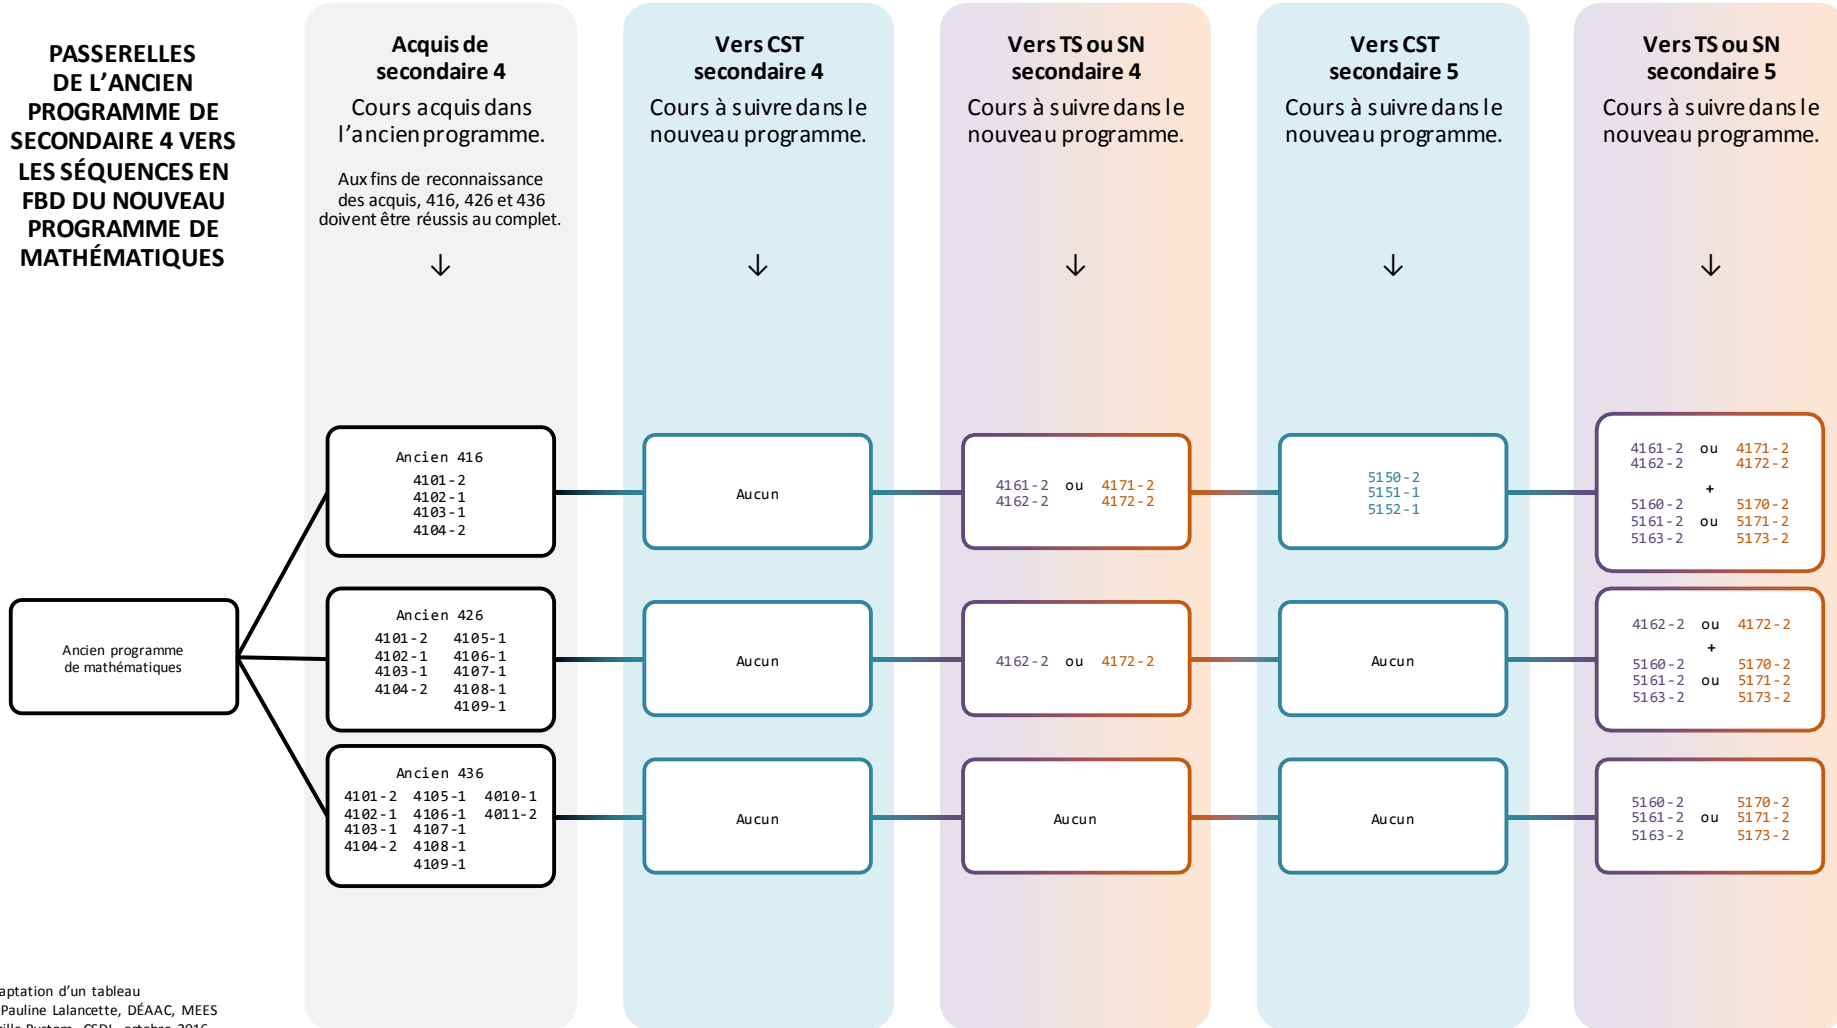 PASSERELLES
DE L’ANCIEN
PROGRAMME DE
SECONDAIRE 4 VERS
LES SÉQUENCES EN
FBD DU NOUVEAU
PROGRAMME DE
MATHÉMATIQUES
Acquis de
secondaire 4
Cours acquis dans
l’ancien programme.
Aux fins de reconnaissance
des acquis, 416, 426 et 436
doivent être réussis au complet.
↓
Vers CST
secondaire 4
Cours à suivre dans le
nouveau programme.
↓
Vers TS ou SN
secondaire 4
Cours à suivre dans le
nouveau programme.
↓
Vers CST
secondaire 5
Cours à suivre dans le
nouveau programme.
↓
Vers TS ou SN
secondaire 5
Cours à suivre dans le
nouveau programme.
↓
Ancien programme
de mathématiques
Ancien 416
4101-2
4102-1
4103-1
4104-2
Aucun
4161-2 ou 4171-2
4162-2 4172-2
5150-2
5151-1
5152-1
4161-2 ou 4171-2
4162-2 4172-2
+
5160-2 5170-2
5161-2 ou 5171-2
5163-2 5173-2
Ancien 426
4101-2 4105-1
4102-1 4106-1
4103-1 4107-1
4104-2 4108-1
4109-1
Aucun
4162-2 ou 4172-2
Aucun
4162-2 ou 4172-2
+
5160-2 5170-2
5161-2 ou 5171-2
5163-2 5173-2
Ancien 436
4101-2 4105-1 4010-1
4102-1 4106-1 4011-2
4103-1 4107-1
4104-2 4108-1
4109-1
Aucun
Aucun
Aucun
5160-2 5170-2
5161-2 ou 5171-2
5163-2 5173-2
aptation d’un tableau
Pauline Lalancette, DÉAAC, MEES
Rustom, CSDL, octobre 2016